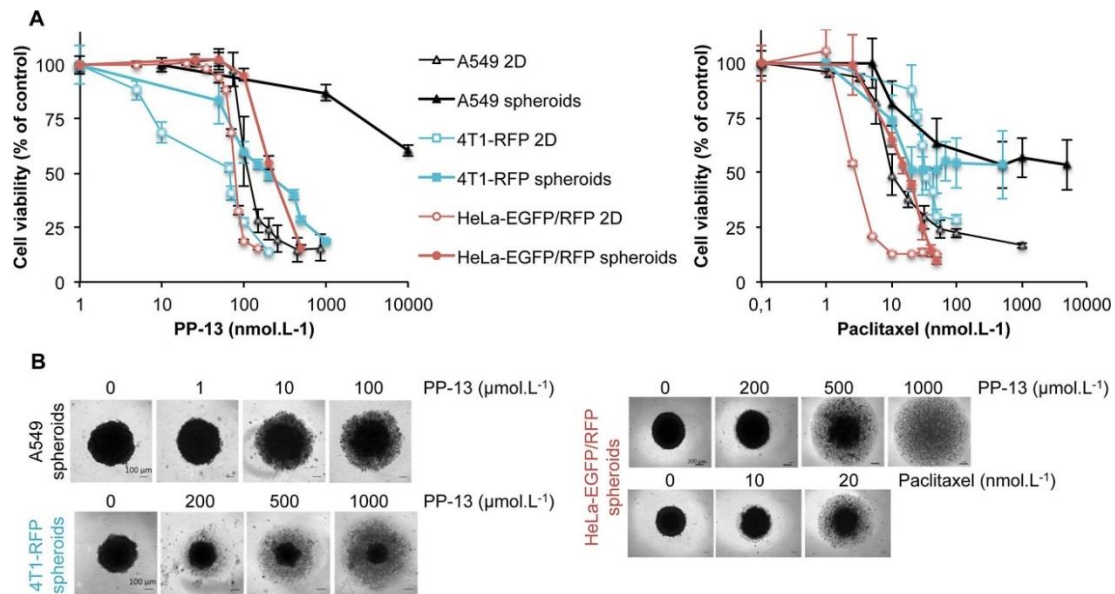 A
Cell viability (% of control)
100
75
50
25
0
1
10
100
1000
10000
PP-13 (nmol.L-1)
A549 2D
A549 spheroids
4T1-RFP 2D
4T1-RFP spheroids
HeLa-EGFP/RFP 2D
HeLa-EGFP/RFP spheroids
Cell viability (% of control)
100
75
50
25
0
0,1
1
10
100
1000
10000
Paclitaxel (nmol.L-1)
B
0 1 10 100 PP-13 (µmol.L-1)
A549
spheroids
100 µm
0 200 500 1000 PP-13 (µmol.L-1)
4T1-RFP
spheroids
100 µm
0 200 500 1000 PP-13 (µmol.L-1)
HeLa-EGFP/RFP
spheroids
200 µm
0 10 20 Paclitaxel (nmol.L-1)